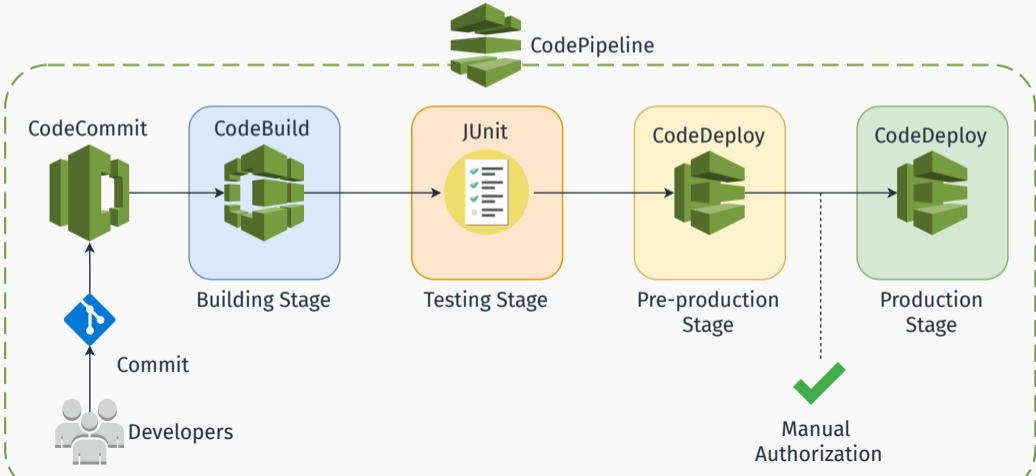 CodePipeline
CodeCommit
CodeBuild
JUnit
CodeDeploy
CodeDeploy
Building Stage
Testing Stage
Pre-production
Stage
Production
Stage
Commit
Developers
Manual
Authorization